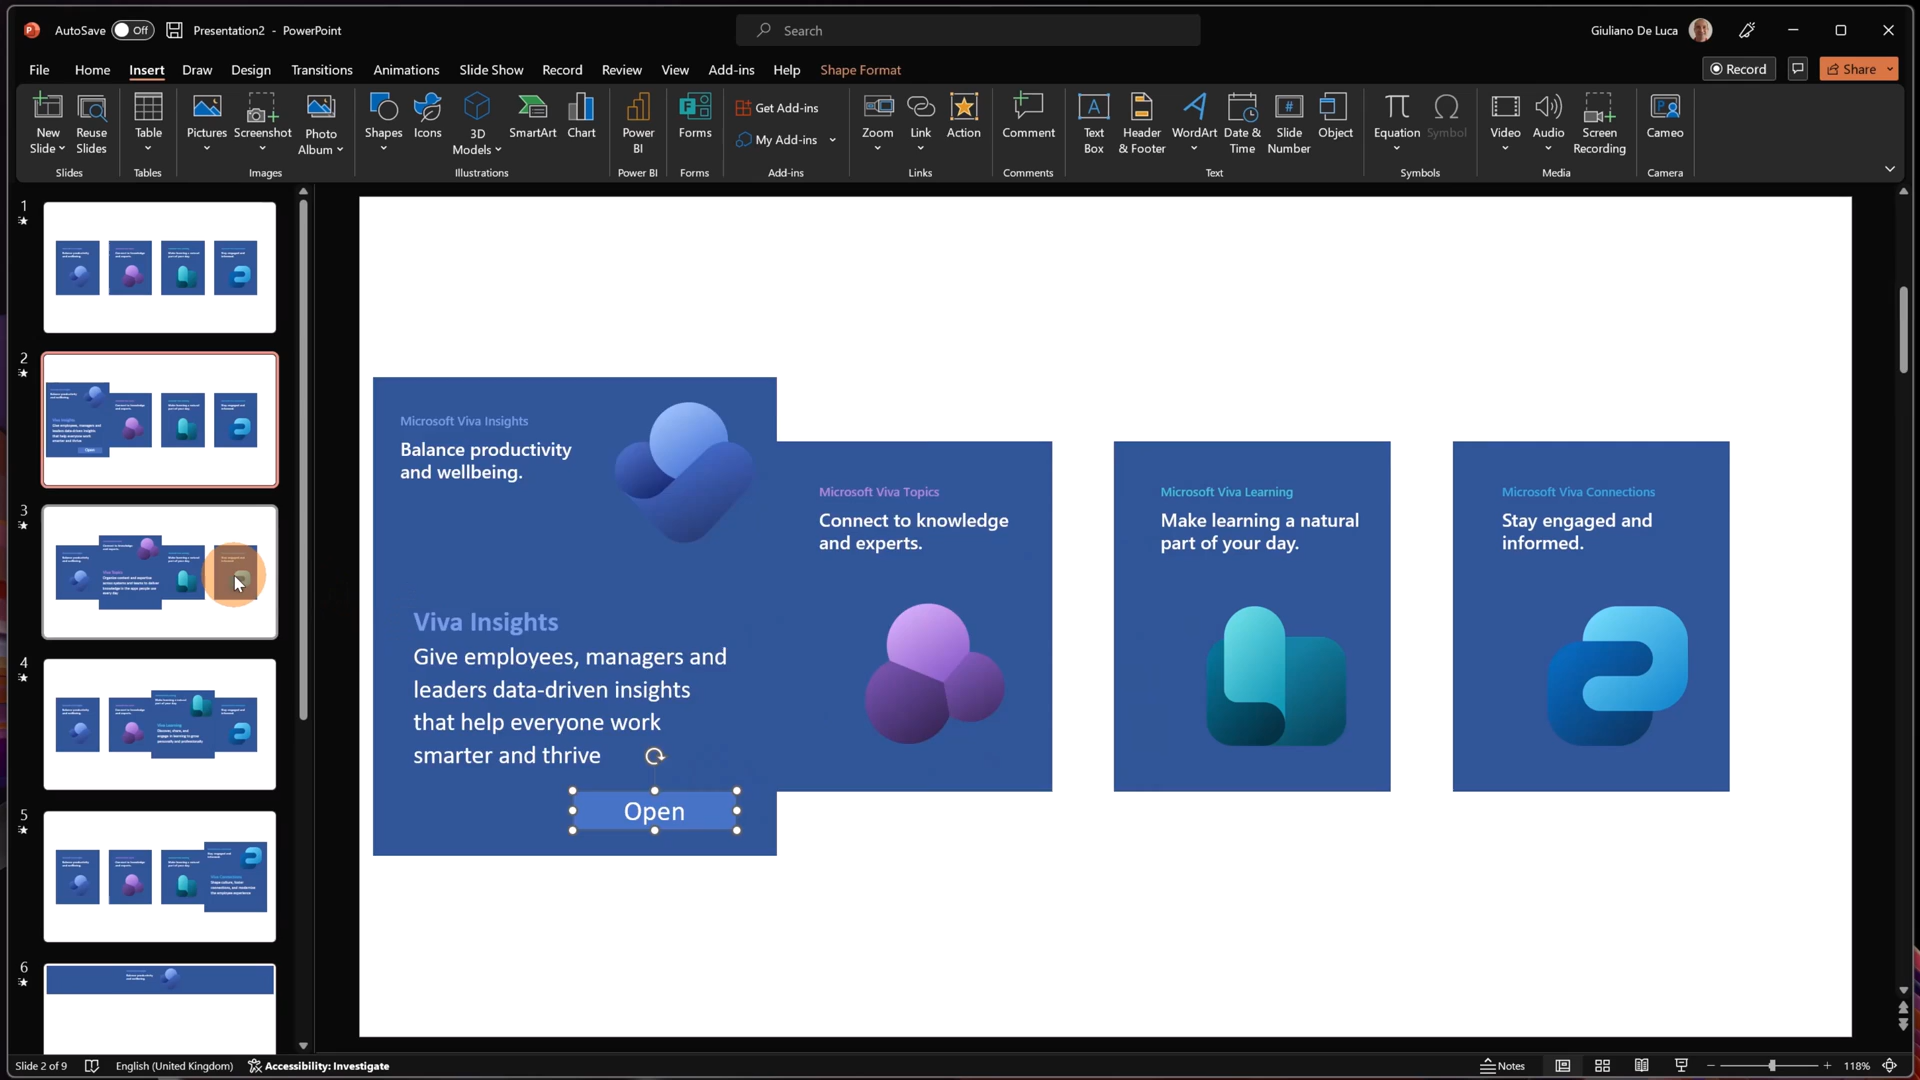 AutoSave Off Presentation2 - PowerPoint Search Giuliano De Luca
File Home Insert Draw Design Transitions Animations Slide Show Record Review View Add-ins Help Shape Format Record Share
New Slide
Reuse Slides
Slides
Table
Tables
Pictures
Screenshot
Photo Album
Images
Shapes
Icons
3D Models
SmartArt
Chart
Illustrations
Power BI
Power BI
Forms
Forms
Get Add-ins
My Add-ins
Add-ins
Zoom
Link
Action
Links
Comment
Comments
Text Box
Header & Footer
WordArt
Date & Time
Slide Number
Object
Text
Equation
Symbol
Symbols
Video
Audio
Screen Recording
Media
Cameo
Camera
1
2
3
4
5
6
Microsoft Viva Insights
Balance productivity
and wellbeing.
Viva Insights
Give employees, managers and
leaders data-driven insights
that help everyone work
smarter and thrive
Open
Microsoft Viva Topics
Connect to knowledge
and experts.
Microsoft Viva Learning
Make learning a natural
part of your day.
Microsoft Viva Connections
Stay engaged and
informed.
Slide 2 of 9 English (United Kingdom) Accessibility: Investigate Notes 118%